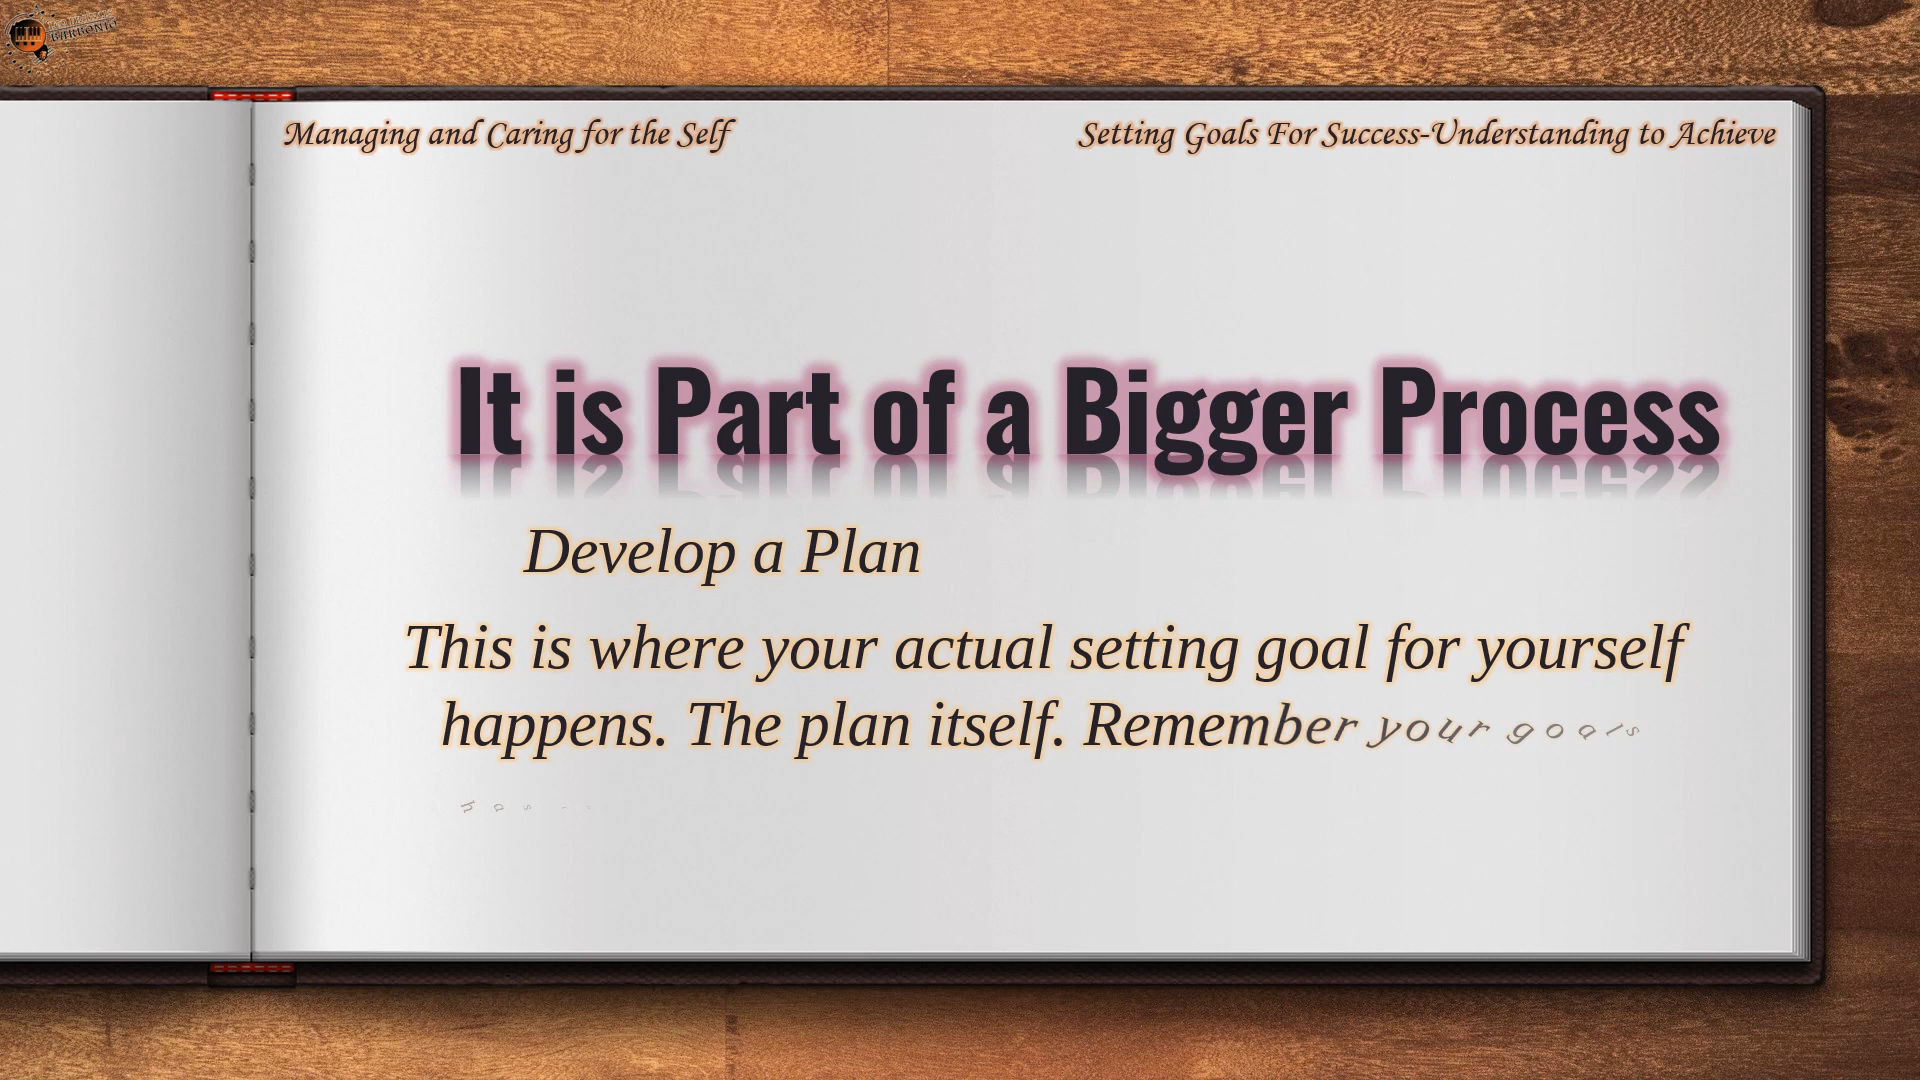 Managing and Caring for the Self
Setting Goals For Success-Understanding to Achieve
It is Part of a Bigger Process
Develop a Plan
This is where your actual setting goal for yourself
happens. The plan itself. Remember your goals
has